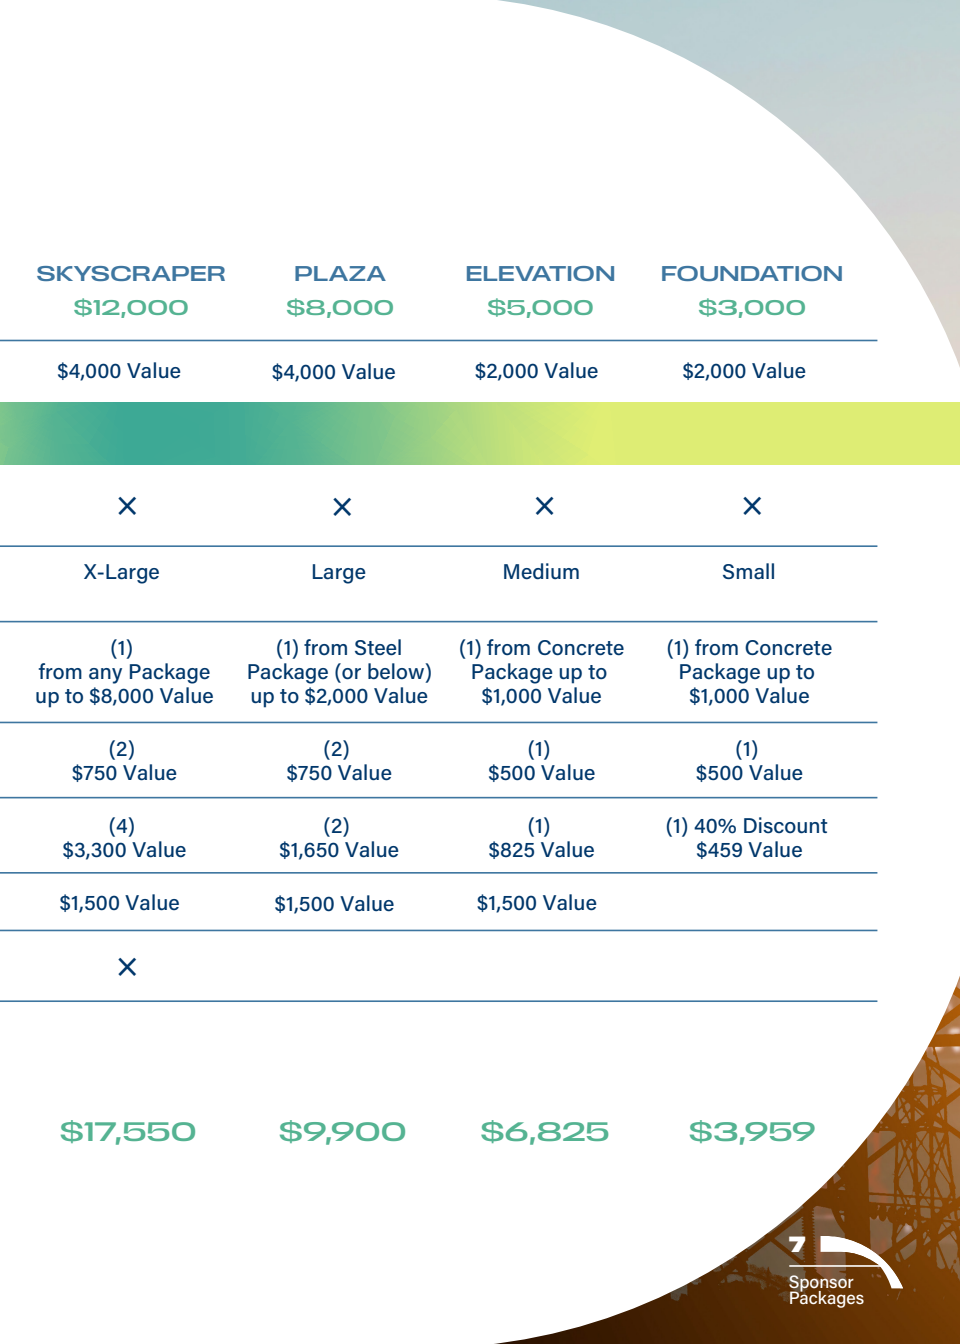 SKYSCRAPER PLAZA ELEVATION FOUNDATION
$12,000 $8,000 $5,000 $3,000
$4,000 Value $4,000 Value $2,000 Value $2,000 Value
× × × ×
X-Large Large Medium Small
(1) (1) from Steel (1) from Concrete (1) from Concrete
from any Package Package (or below) Package up to Package up to
up to $8,000 Value up to $2,000 Value $1,000 Value $1,000 Value
(2) (2) (1) (1)
$750 Value $750 Value $500 Value $500 Value
(4) (2) (1) (1) 40% Discount
$3,300 Value $1,650 Value $825 Value $459 Value
$1,500 Value $1,500 Value $1,500 Value
×
$17,550 $9,900 $6,825 $3,959
7
Sponsor
Packages